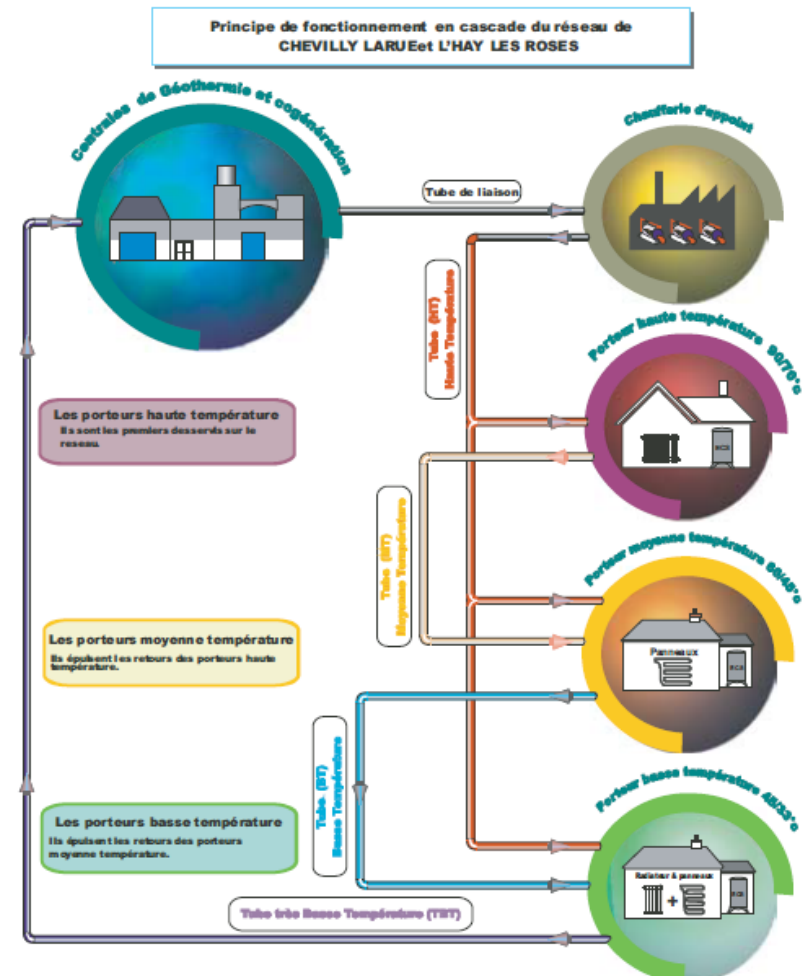 Principe de fonctionnement en cascade du réseau de
CHEVILLY LARUEet L'HAY LES ROSES
Centrales de Géothermie et cogénération
Chaufferie d'appoint
Tube de liaison
Tube (HT)
Haute Température
Porteur haute température 90/70°c
ECS
Les porteurs haute température
Ils sont les premiers desservis sur le
reseau.
Tube (MT)
Moyenne Température
Porteur moyenne température
Panneaux
ECS
Les porteurs moyenne température
Ils épuisent les retours des porteurs haute
température.
Tube (BT)
Basse Température
Porteur basse température 45/33°c
Radiateur & panneaux
+
ECS
Les porteurs basse température
Ils épuisent les retours des porteurs
moyenne température.
Tube très Basse Température (TBT)